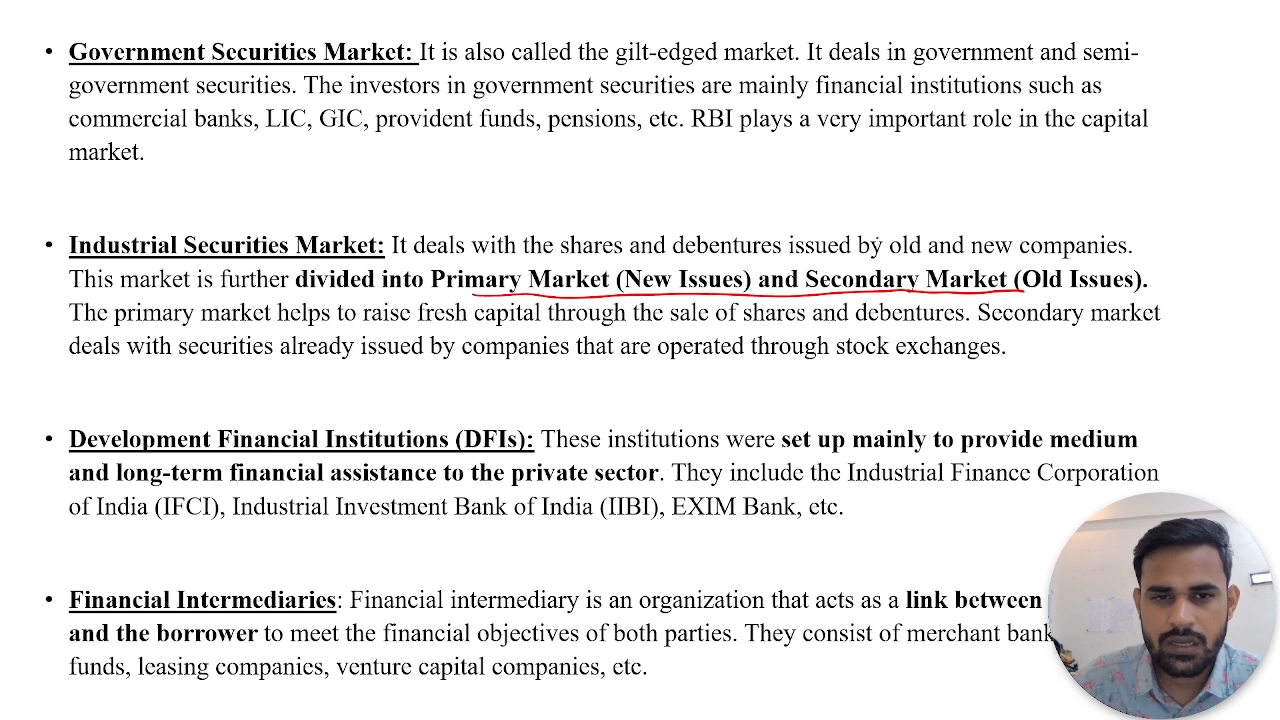 • Government Securities Market: It is also called the gilt-edged market. It deals in government and semi-
government securities. The investors in government securities are mainly financial institutions such as
commercial banks, LIC, GIC, provident funds, pensions, etc. RBI plays a very important role in the capital
market.
• Industrial Securities Market: It deals with the shares and debentures issued by old and new companies.
This market is further divided into Primary Market (New Issues) and Secondary Market (Old Issues).
The primary market helps to raise fresh capital through the sale of shares and debentures. Secondary market
deals with securities already issued by companies that are operated through stock exchanges.
• Development Financial Institutions (DFIs): These institutions were set up mainly to provide medium
and long-term financial assistance to the private sector. They include the Industrial Finance Corporation
of India (IFCI), Industrial Investment Bank of India (IIBI), EXIM Bank, etc.
• Financial Intermediaries: Financial intermediary is an organization that acts as a link between
and the borrower to meet the financial objectives of both parties. They consist of merchant bank
funds, leasing companies, venture capital companies, etc.